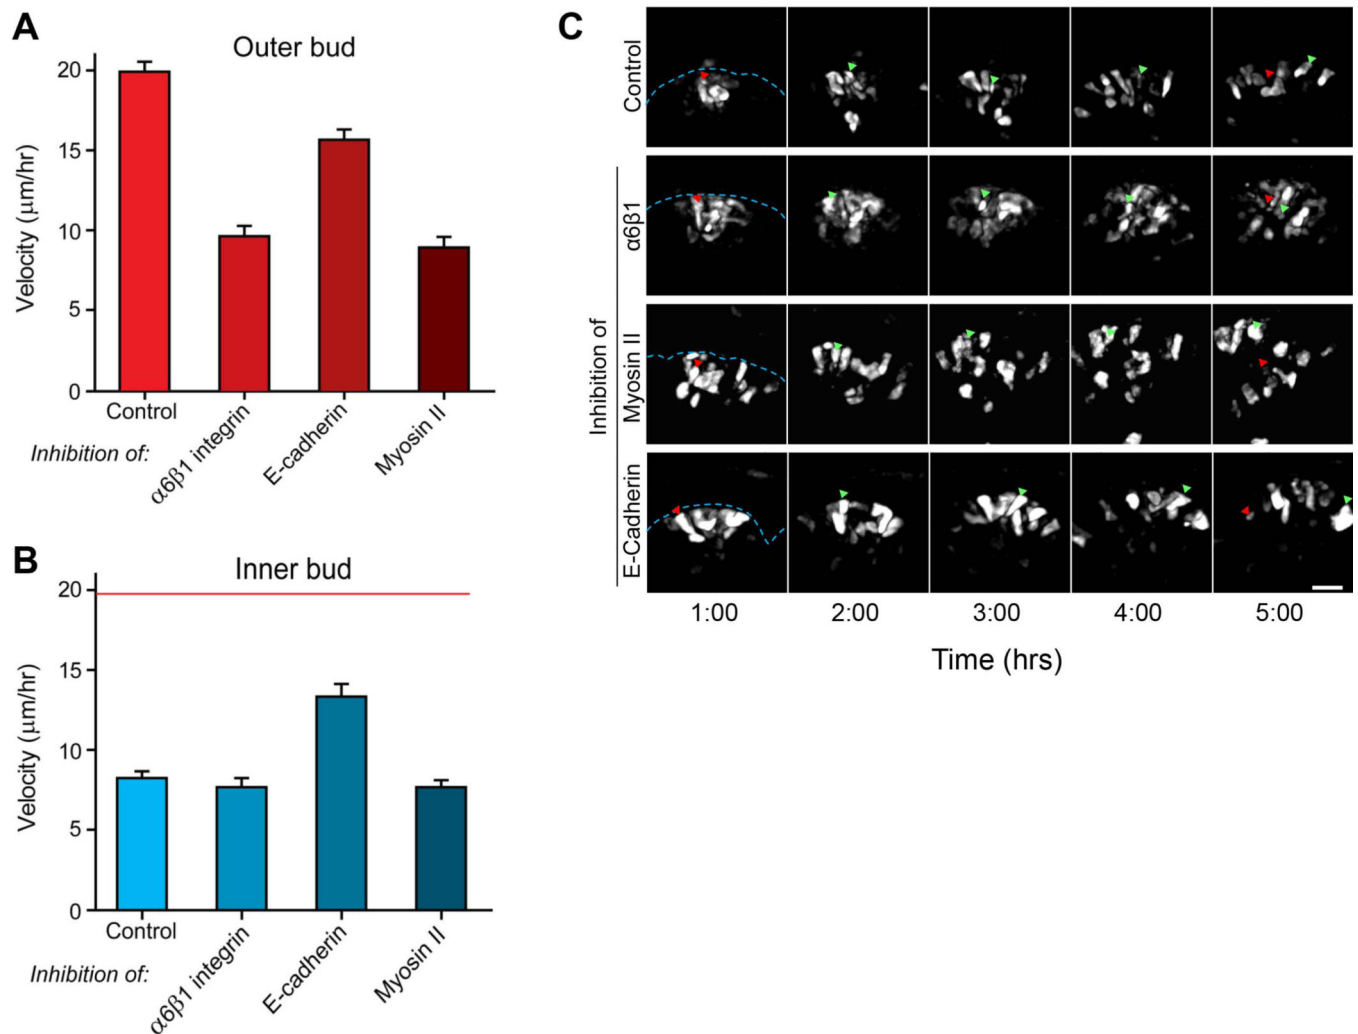 A
Outer bud
Velocity (μm/hr)
20
15
10
5
0
Control
α6β1 integrin
E-cadherin
Myosin II
Inhibition of:
B
Inner bud
Velocity (μm/hr)
20
15
10
5
0
Control
α6β1 integrin
E-cadherin
Myosin II
Inhibition of:
C
Control
Inhibition of
α6β1
Myosin II
E-Cadherin
1:00
2:00
3:00
4:00
5:00
Time (hrs)